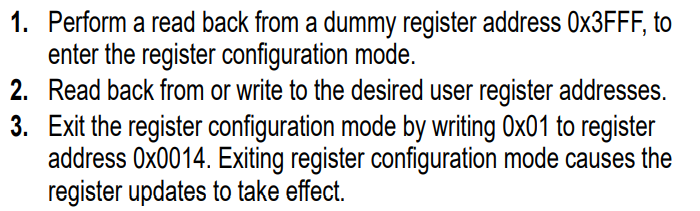 1. Perform a read back from a dummy register address 0x3FFF, to
enter the register configuration mode.
2. Read back from or write to the desired user register addresses.
3. Exit the register configuration mode by writing 0x01 to register
address 0x0014. Exiting register configuration mode causes the
register updates to take effect.